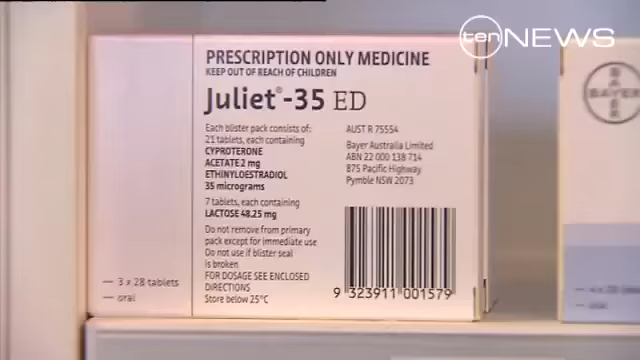 ten NEWS
PRESCRIPTION ONLY MEDICINE
KEEP OUT OF REACH OF CHILDREN
Juliet®-35 ED
Each blister pack consists of:
21 tablets, each containing
CYPROTERONE
ACETATE 2 mg
ETHINYLOESTRADIOL
35 micrograms
7 tablets, each containing
LACTOSE 48.25 mg
Do not remove from primary
pack except for immediate use
Do not use if blister seal
is broken
FOR DOSAGE SEE ENCLOSED
DIRECTIONS
Store below 25°C
AUST R 75554
Bayer Australia Limited
ABN 22 000 138 714
875 Pacific Highway
Pymble NSW 2073
9 323911 001579
— 3 x 28 tablets
— oral
BAYER
BAYER
— oral